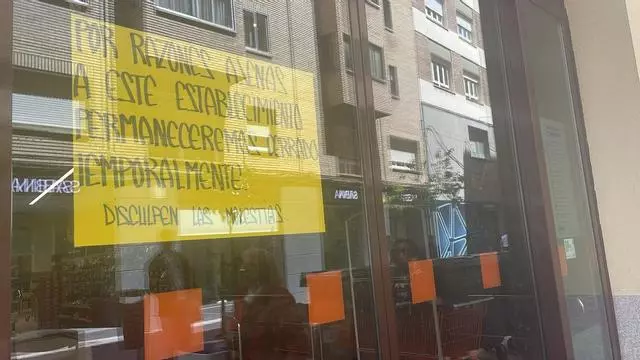 POR RAZONES AJENAS
A ESTE ESTABLECIMIENTO
PERMANECEREMOS CERRADO
TEMPORALMENTE
DISCULPEN LAS MOLESTIAS